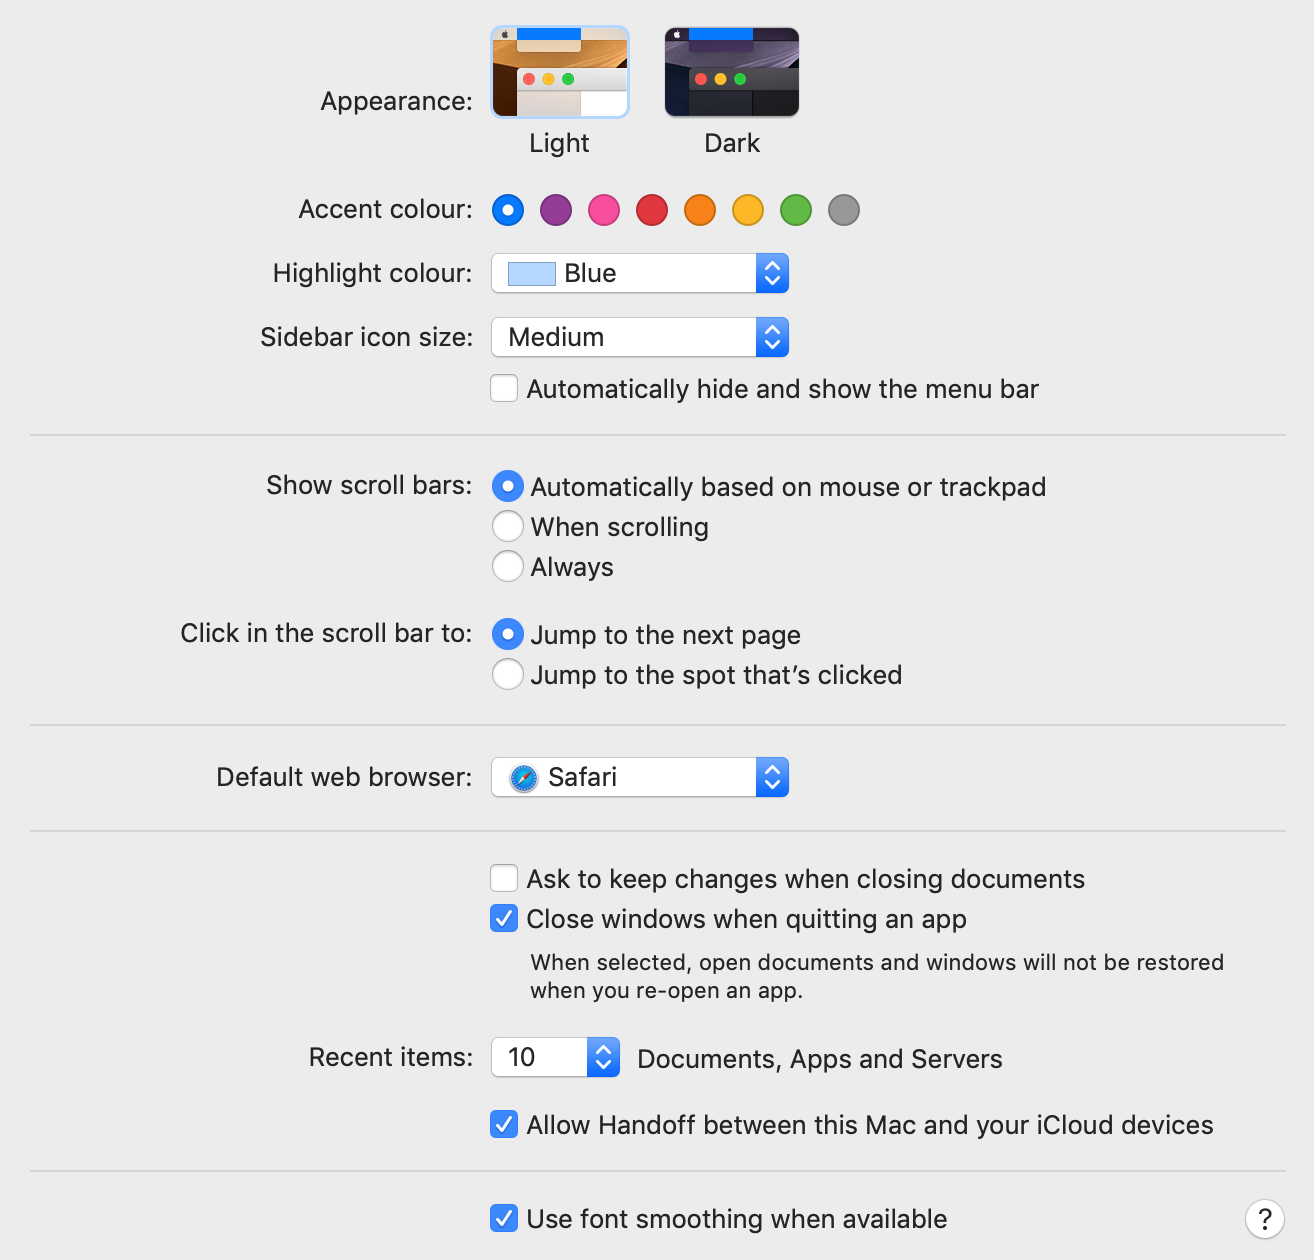 Appearance:
Light
Dark
Accent colour:
Highlight colour: Blue
Sidebar icon size: Medium
Automatically hide and show the menu bar
Show scroll bars: Automatically based on mouse or trackpad
When scrolling
Always
Click in the scroll bar to: Jump to the next page
Jump to the spot that’s clicked
Default web browser: Safari
Ask to keep changes when closing documents
Close windows when quitting an app
When selected, open documents and windows will not be restored
when you re-open an app.
Recent items: 10 Documents, Apps and Servers
Allow Handoff between this Mac and your iCloud devices
Use font smoothing when available
?